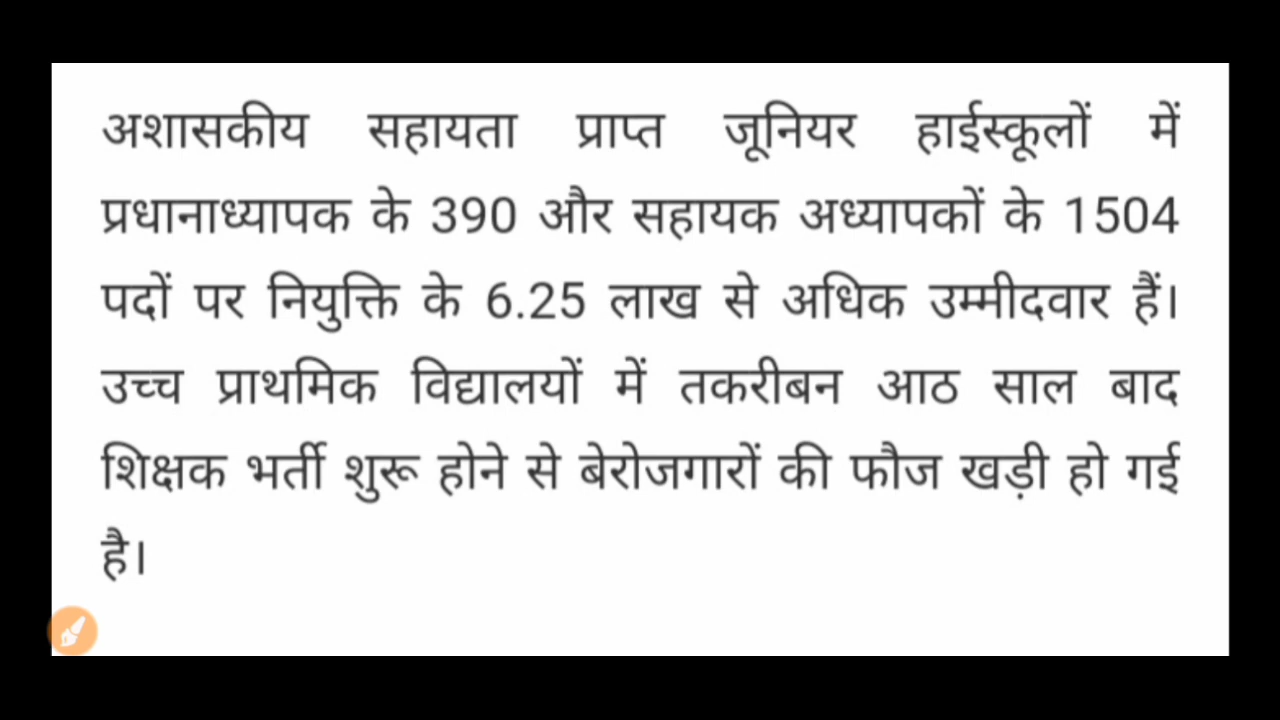 अशासकीय सहायता प्राप्त जूनियर हाईस्कूलों में
प्रधानाध्यापक के 390 और सहायक अध्यापकों के 1504
पदों पर नियुक्ति के 6.25 लाख से अधिक उम्मीदवार हैं।
उच्च प्राथमिक विद्यालयों में तकरीबन आठ साल बाद
शिक्षक भर्ती शुरू होने से बेरोजगारों की फौज खड़ी हो गई
है।